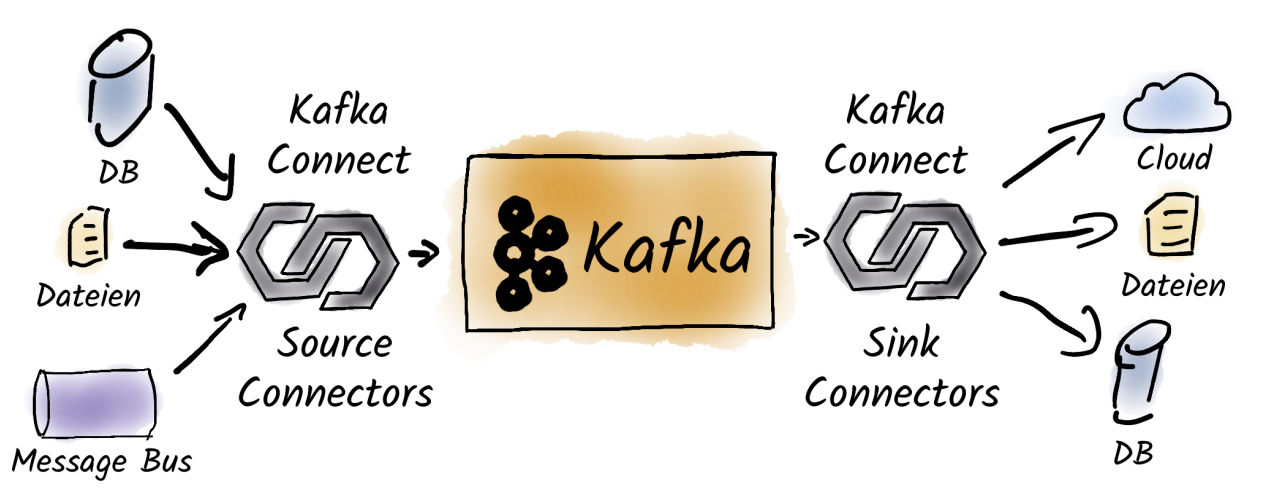 DB
Dateien
Message Bus
Kafka
Connect
Source
Connectors
Kafka
Kafka
Connect
Sink
Connectors
Cloud
Dateien
DB